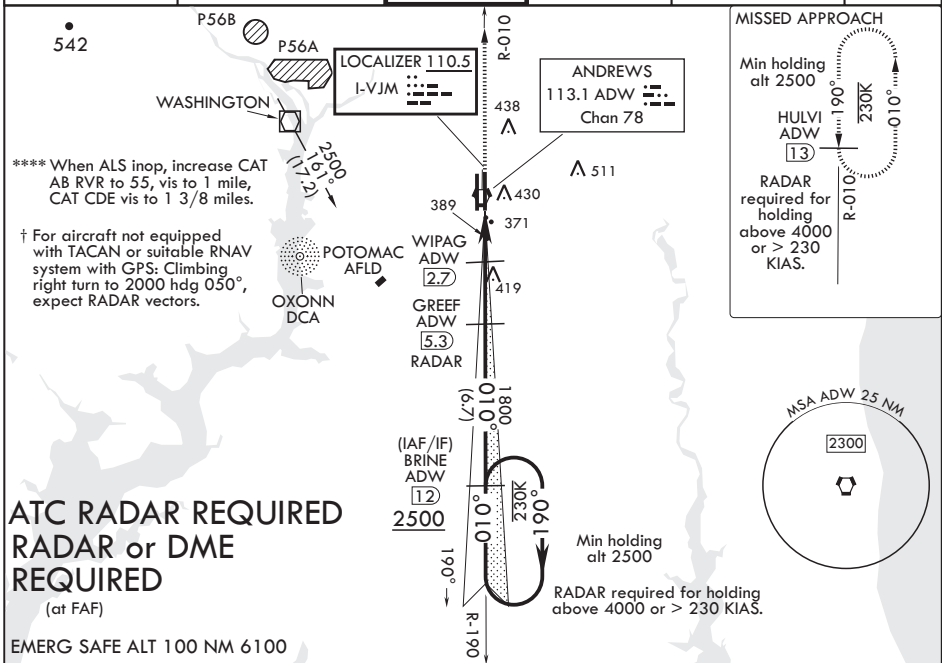 542
P56B
P56A
LOCALIZER 110.5
I-VJM
R-010
438
ANDREWS
113.1 ADW
Chan 78
511
WASHINGTON
2500
161°
(17.2)
**** When ALS inop, increase CAT
AB RVR to 55, vis to 1 mile,
CAT CDE vis to 1 3/8 miles.
† For aircraft not equipped
with TACAN or suitable RNAV
system with GPS: Climbing
right turn to 2000 hdg 050°,
expect RADAR vectors.
OXONN
DCA
POTOMAC
AFLD
430
389
371
WIPAG
ADW
2.7
419
GREEF
ADW
5.3
RADAR
1800
010°
(6.7)
(IAF/IF)
BRINE
ADW
12
2500
010°
230K
190°
190°
R-190
Min holding
alt 2500
RADAR required for holding
above 4000 or > 230 KIAS.
MISSED APPROACH
Min holding
alt 2500
190°
230K
010°
HULVI
ADW
13
R-010
RADAR
required for
holding
above 4000
or > 230
KIAS.
MSA ADW 25 NM
2300
ATC RADAR REQUIRED
RADAR or DME
REQUIRED
(at FAF)
EMERG SAFE ALT 100 NM 6100